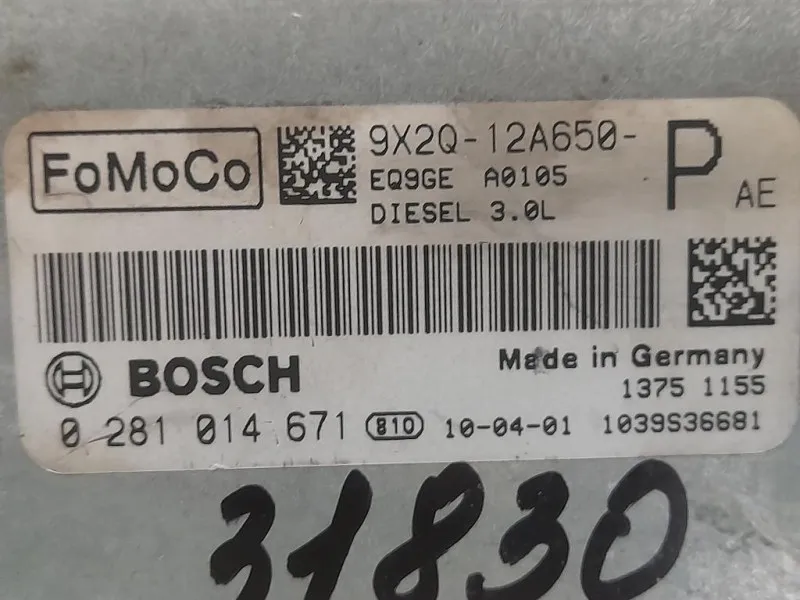 FoMoCo
9X2Q-12A650-
P
AE
EQ9GE A0105
DIESEL 3.0L
BOSCH
Made in Germany
1375 1155
0 281 014 671 810 10-04-01 1039S36681
31830